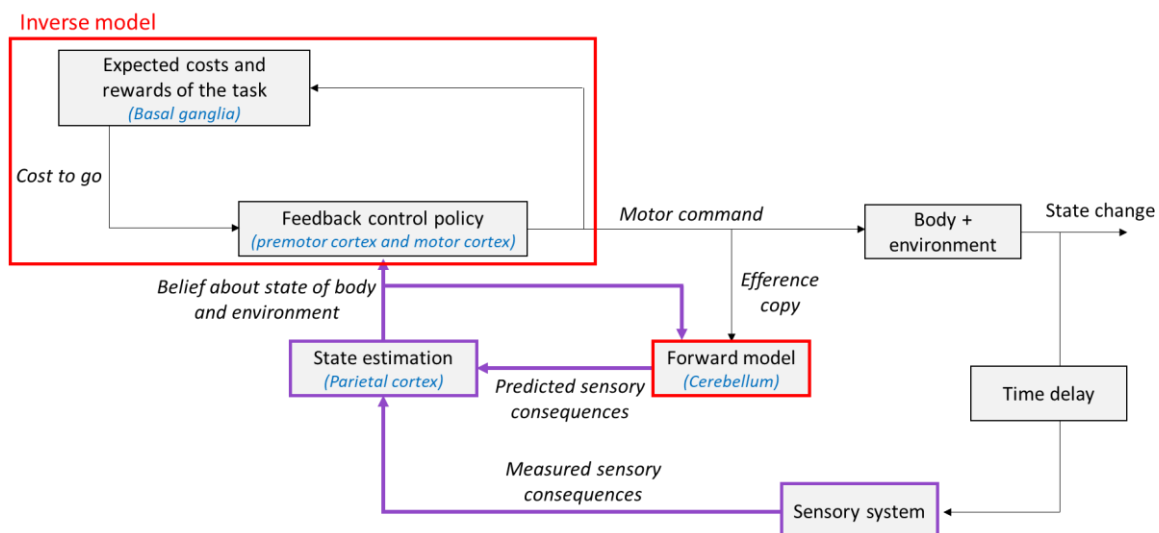 Inverse model
Expected costs and
rewards of the task
(Basal ganglia)
Cost to go
Feedback control policy
(premotor cortex and motor cortex)
Motor command
Body +
environment
State change
Belief about state of body
and environment
Efference
copy
State estimation
(Parietal cortex)
Forward model
(Cerebellum)
Predicted sensory
consequences
Time delay
Measured sensory
consequences
Sensory system